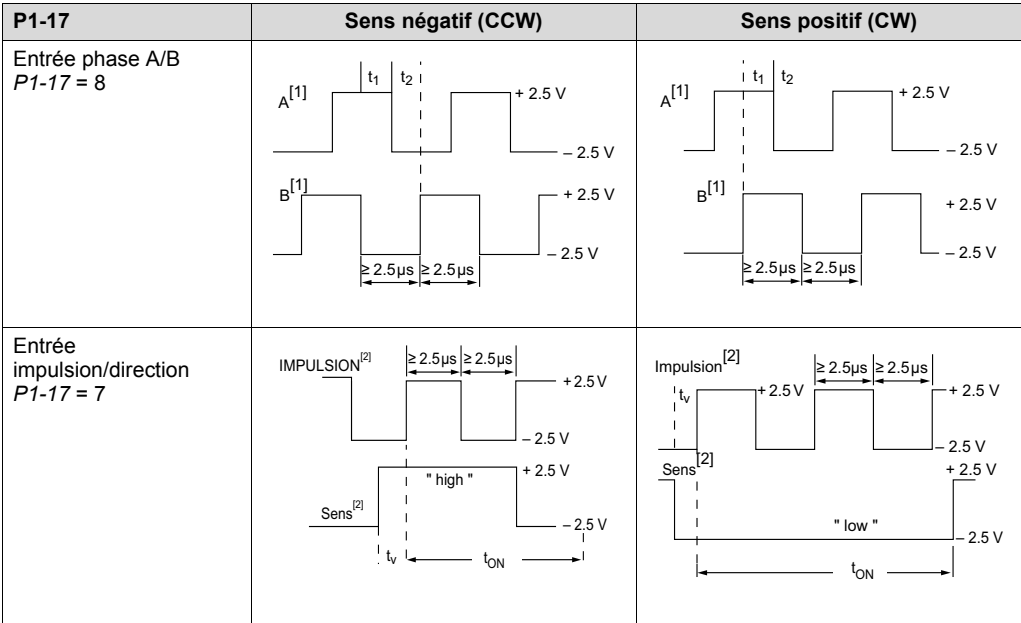 P1-17
Sens négatif (CCW)
Sens positif (CW)
Entrée phase A/B
P1-17 = 8
t1 t2
A[1]
+ 2.5 V
– 2.5 V
B[1]
+ 2.5 V
– 2.5 V
≥ 2.5µs ≥ 2.5µs
t1 t2
A[1]
+ 2.5 V
– 2.5 V
B[1]
+ 2.5 V
– 2.5 V
≥ 2.5µs ≥ 2.5µs
Entrée
impulsion/direction
P1-17 = 7
IMPULSION[2]
≥ 2.5µs ≥ 2.5µs
+2.5V
– 2.5 V
+ 2.5 V
" high "
Sens[2]
– 2.5 V
tv
tON
Impulsion[2]
≥ 2.5µs ≥ 2.5µs
tv
+2.5 V
– 2.5 V
+ 2.5 V
Sens[2]
+ 2.5 V
" low "
– 2.5 V
tON